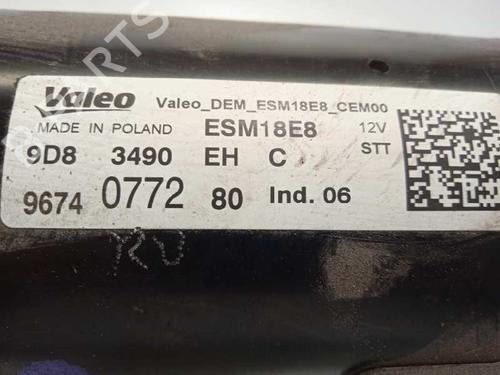 Valeo Valeo_DEM_ESM18E8_CEM00
MADE IN POLAND ESM18E8 12V
9D8 3490 EH C STT
9674 0772 80 Ind. 06